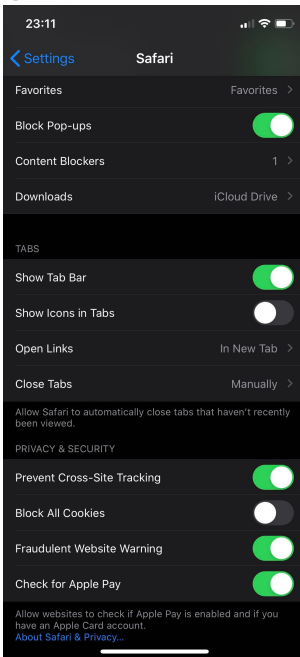 23:11
Settings
Safari
Favorites Favorites
Block Pop-ups
Content Blockers 1
Downloads iCloud Drive
TABS
Show Tab Bar
Show Icons in Tabs
Open Links In New Tab
Close Tabs Manually
Allow Safari to automatically close tabs that haven't recently
been viewed.
PRIVACY & SECURITY
Prevent Cross-Site Tracking
Block All Cookies
Fraudulent Website Warning
Check for Apple Pay
Allow websites to check if Apple Pay is enabled and if you
have an Apple Card account.
About Safari & Privacy...